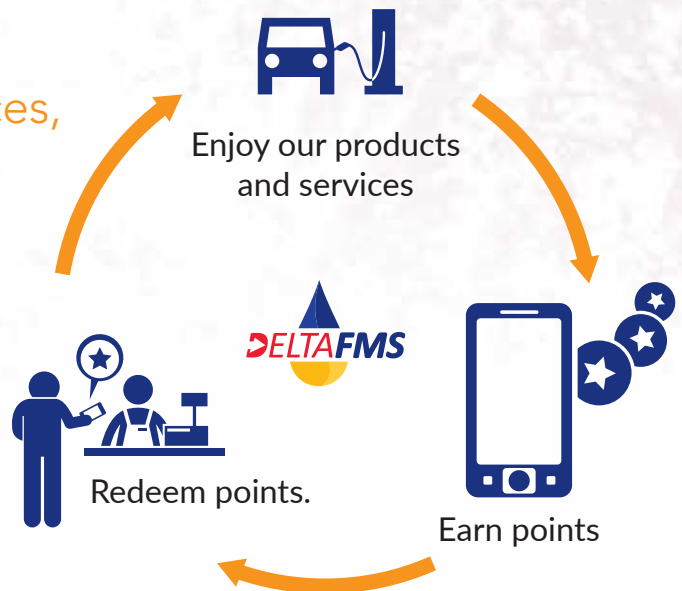 Enjoy our products
and services
DELTAFMS
Redeem points.
Earn points